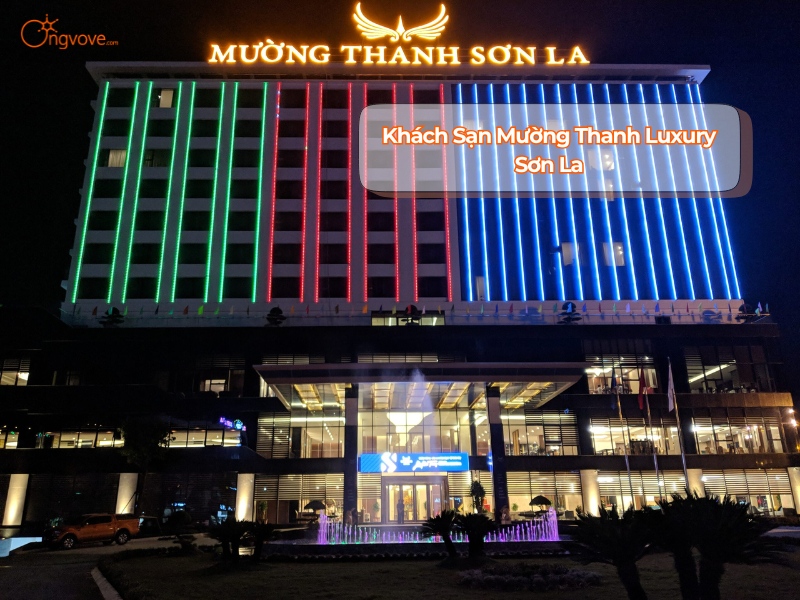 Ongvove.com
MƯỜNG THANH SƠN LA
Khách Sạn Mường Thanh Luxury
Sơn La